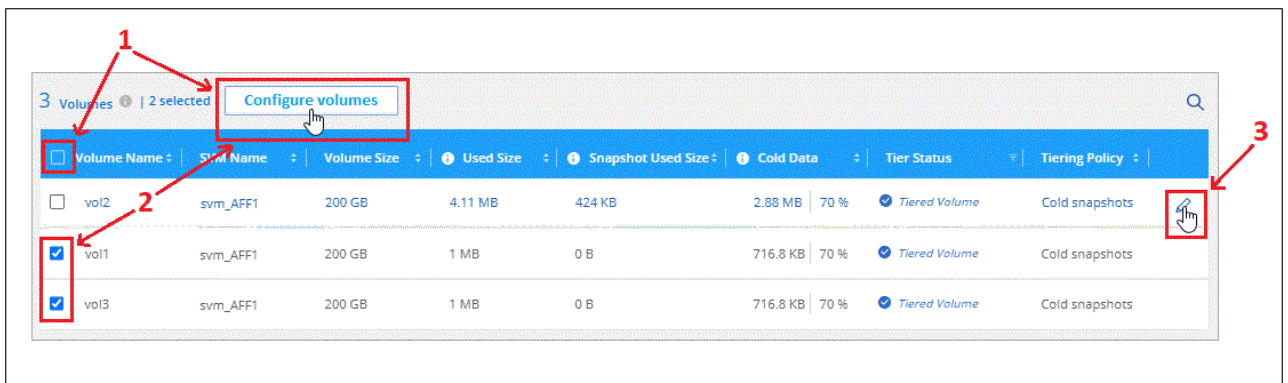 1
3 Volumes | 2 selected Configure volumes
3
Volume Name SVM Name Volume Size Used Size Snapshot Used Size Cold Data Tier Status Tiering Policy
vol2 svm_AFF1 200 GB 4.11 MB 424 KB 2.88 MB 70 % Tiered Volume Cold snapshots
2
vol1 svm_AFF1 200 GB 1 MB 0 B 716.8 KB 70 % Tiered Volume Cold snapshots
vol3 svm_AFF1 200 GB 1 MB 0 B 716.8 KB 70 % Tiered Volume Cold snapshots